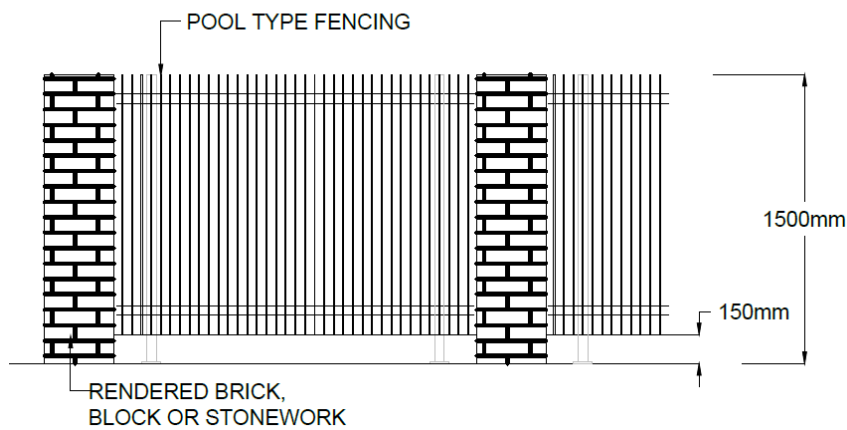 POOL TYPE FENCING
1500mm
150mm
RENDERED BRICK,
BLOCK OR STONEWORK